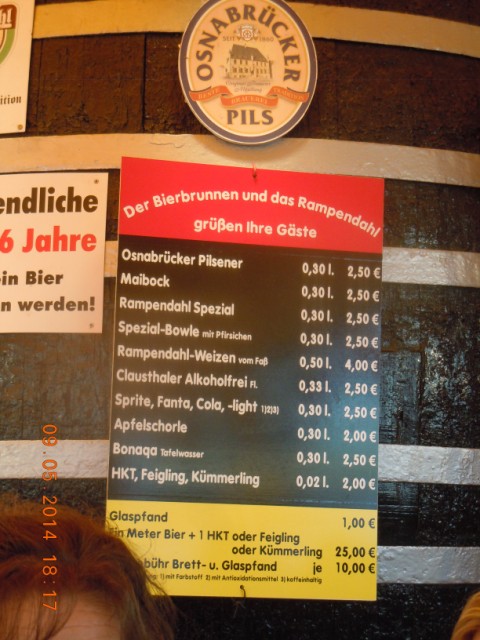 OSNABRÜCKER
PILS
endliche
6 Jahre
in Bier
n werden!
Der Bierbrunnen und das Rampendahl
grüßen Ihre Gäste
Osnabrücker Pilsener 0,30 l. 2,50 €
Maibock 0,30 l. 2,50 €
Rampendahl Spezial 0,30 l. 2,50 €
Spezial-Bowle mit Pfirsichen 0,30 l. 2,50 €
Rampendahl-Weizen vom Faß 0,50 l. 4,00 €
Clausthaler Alkoholfrei Fl. 0,33 l. 2,50 €
Sprite, Fanta, Cola, -light 1)2)3) 0,30 l. 2,50 €
Apfelschorle 0,30 l. 2,00 €
Bonaqa Tafelwasser 0,30 l. 2,50 €
HKT, Feigling, Kümmerling 0,02 l. 2,00 €
Glaspfand 1,00 €
Ein Meter Bier + 1 HKT oder Feigling
oder Kümmerling 25,00 €
bühr Brett- u. Glaspfand je 10,00 €
1) mit Farbstoff 2) mit Antioxidationsmittel 3) koffeinhaltig
09.05.2014 18:17